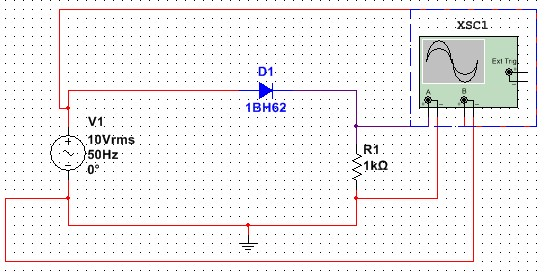 XSC1
Ext Trig
A
B
D1
1BH62
V1
10Vrms
50Hz
0°
R1
1kΩ